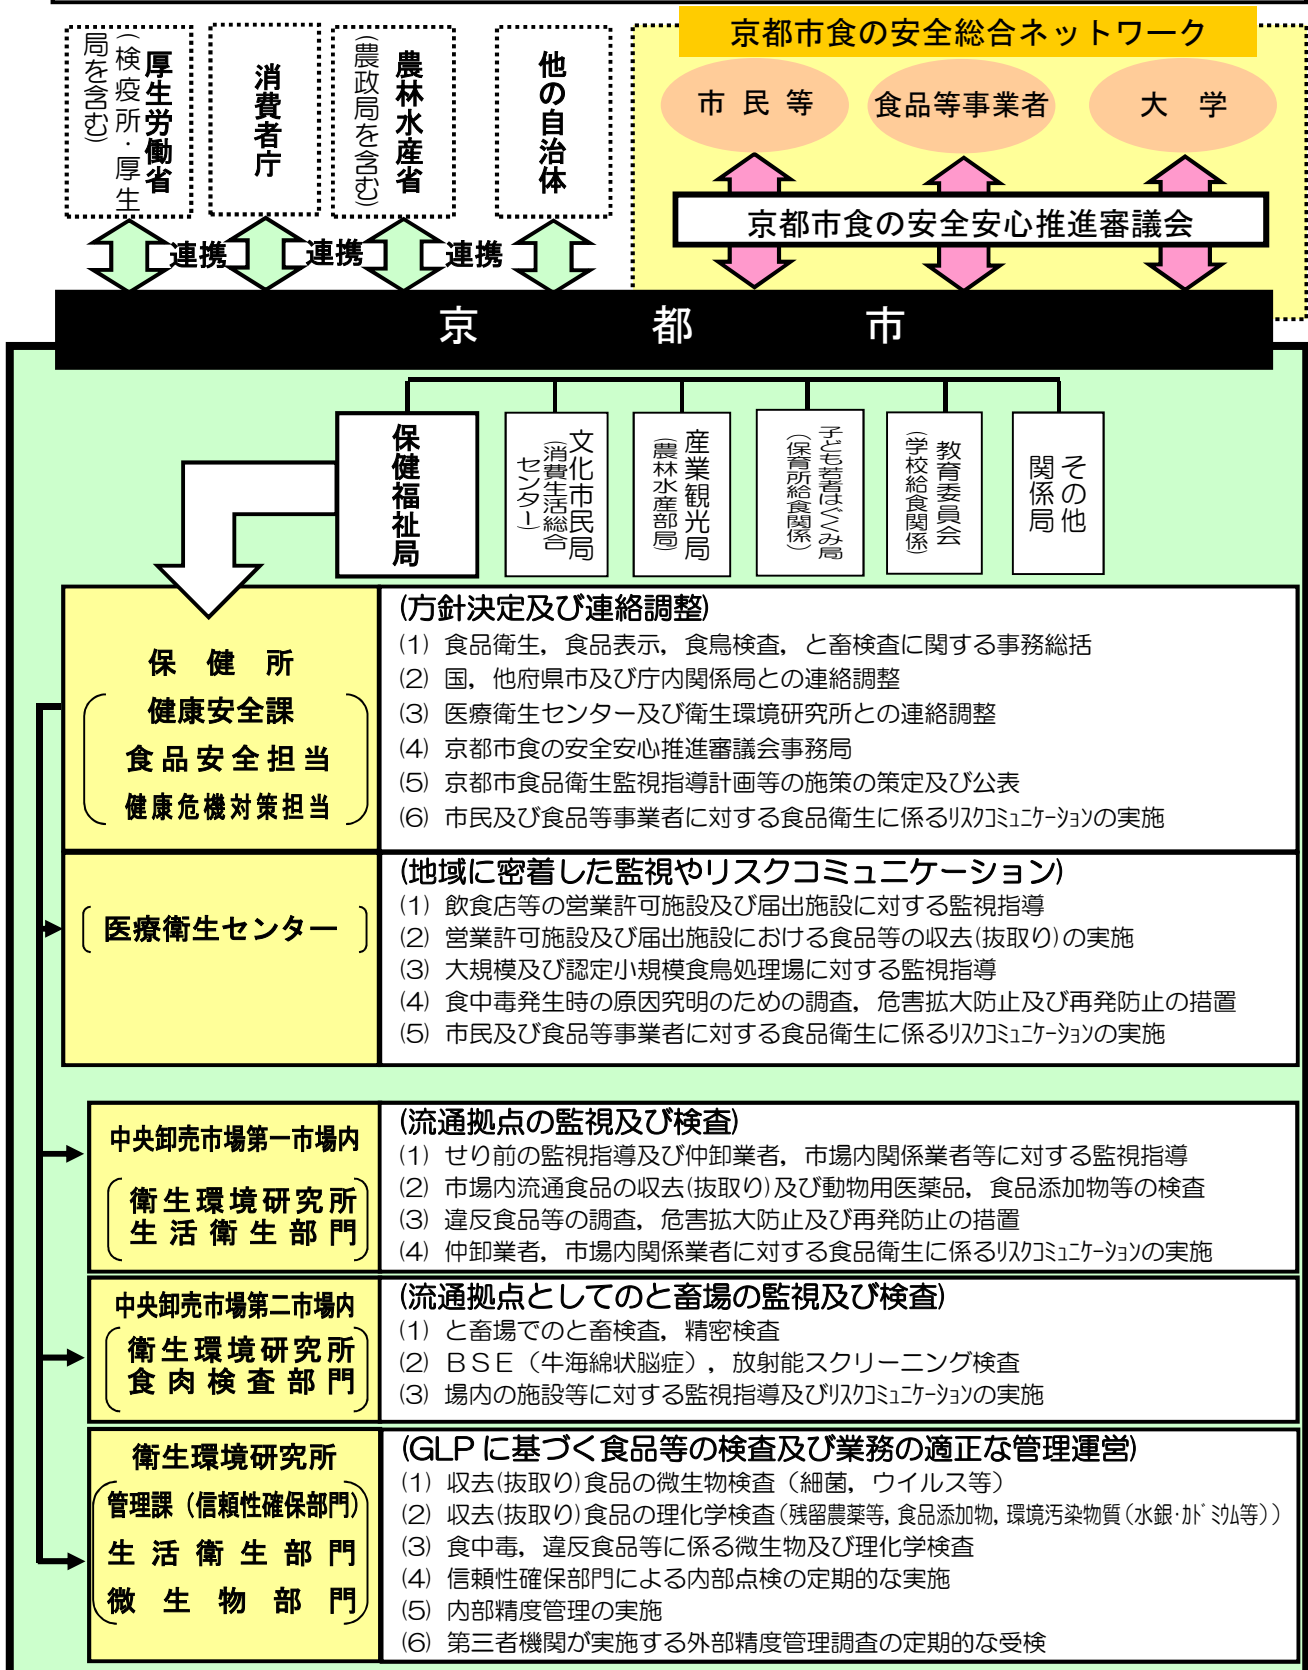 京都市食の安全総合ネットワーク
厚生労働省
(検疫所・厚生
局を含む)
消費者庁
農林水産省
(農政局を含む)
他の自治体
市民等
食品等事業者
大学
京都市食の安全安心推進審議会
連携
連携
連携
京都市
保健福祉局
文化市民局
(消費生活総合
センター)
産業観光局
(農林水産部局)
子ども若者はぐくみ局
(保育所給食関係)
教育委員会
(学校給食関係)
その他
関係局
保健所
健康安全課
食品安全担当
健康危機対策担当
(方針決定及び連絡調整)
(1) 食品衛生，食品表示，食鳥検査，と畜検査に関する事務総括
(2) 国，他府県市及び庁内関係局との連絡調整
(3) 医療衛生センター及び衛生環境研究所との連絡調整
(4) 京都市食の安全安心推進審議会事務局
(5) 京都市食品衛生監視指導計画等の施策の策定及び公表
(6) 市民及び食品等事業者に対する食品衛生に係るﾘｽｸｺﾐｭﾆｹｰｼｮﾝの実施
医療衛生センター
(地域に密着した監視やリスクコミュニケーション)
(1) 飲食店等の営業許可施設及び届出施設に対する監視指導
(2) 営業許可施設及び届出施設における食品等の収去(抜取り)の実施
(3) 大規模及び認定小規模食鳥処理場に対する監視指導
(4) 食中毒発生時の原因究明のための調査，危害拡大防止及び再発防止の措置
(5) 市民及び食品等事業者に対する食品衛生に係るﾘｽｸｺﾐｭﾆｹｰｼｮﾝの実施
中央卸売市場第一市場内
衛生環境研究所
生活衛生部門
(流通拠点の監視及び検査)
(1) せり前の監視指導及び仲卸業者，市場内関係業者等に対する監視指導
(2) 市場内流通食品の収去(抜取り)及び動物用医薬品，食品添加物等の検査
(3) 違反食品等の調査，危害拡大防止及び再発防止の措置
(4) 仲卸業者，市場内関係業者に対する食品衛生に係るﾘｽｸｺﾐｭﾆｹｰｼｮﾝの実施
中央卸売市場第二市場内
衛生環境研究所
食肉検査部門
(流通拠点としてのと畜場の監視及び検査)
(1) と畜場でのと畜検査，精密検査
(2) ＢＳＥ（牛海綿状脳症），放射能スクリーニング検査
(3) 場内の施設等に対する監視指導及びﾘｽｸｺﾐｭﾆｹｰｼｮﾝの実施
衛生環境研究所
管理課（信頼性確保部門）
生活衛生部門
微生物部門
(GLP に基づく食品等の検査及び業務の適正な管理運営)
(1) 収去(抜取り)食品の微生物検査（細菌，ウイルス等）
(2) 収去(抜取り)食品の理化学検査（残留農薬等，食品添加物，環境汚染物質（水銀・ｶﾄﾞﾐｳﾑ等））
(3) 食中毒，違反食品等に係る微生物及び理化学検査
(4) 信頼性確保部門による内部点検の定期的な実施
(5) 内部精度管理の実施
(6) 第三者機関が実施する外部精度管理調査の定期的な受検